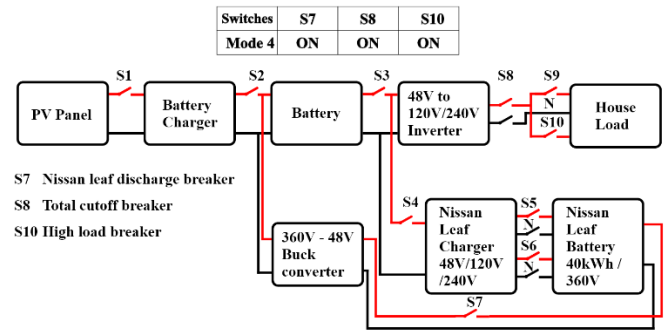 Switches S7 S8 S10
Mode 4 ON ON ON
S1 S2 S3 S8 S9
PV Panel
Battery
Charger
Battery
48V to
120V/240V
Inverter
N
S10
House
Load
S7 Nissan leaf discharge breaker
S8 Total cutoff breaker
S10 High load breaker
360V - 48V
Buck
converter
S4
Nissan
Leaf
Charger
48V/120V
/240V
S5
N
S6
N
Nissan
Leaf
Battery
40kWh /
360V
S7